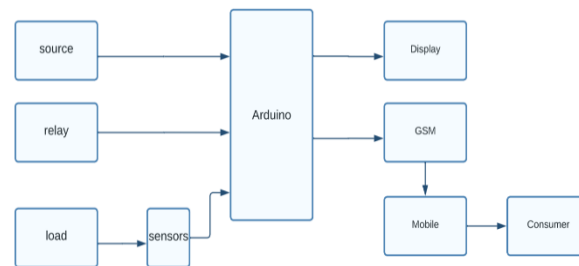 source
Display
relay
Arduino
GSM
load
sensors
Mobile
Consumer